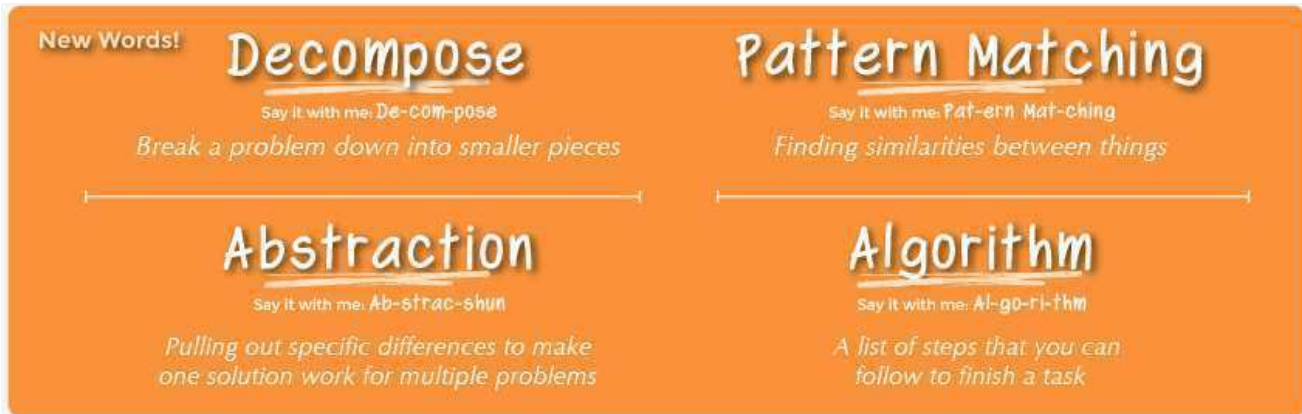 New Words!
Decompose
Say it with me: De-com-pose
Break a problem down into smaller pieces
Pattern Matching
Say it with me: Pat-ern Mat-ching
Finding similarities between things
Abstraction
Say it with me: Ab-strac-shun
Pulling out specific differences to make
one solution work for multiple problems
Algorithm
Say it with me: Al-go-ri-thm
A list of steps that you can
follow to finish a task